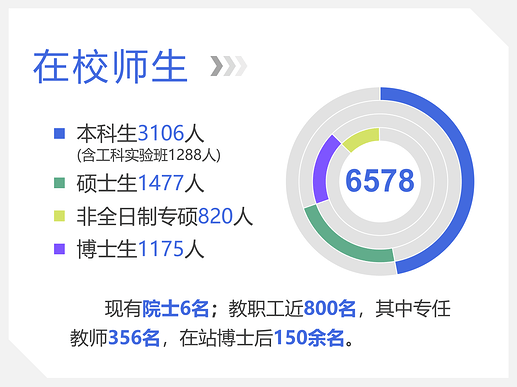 在校师生
本科生3106人
(含工科实验班1288人)
硕士生1477人
非全日制专硕820人
博士生1175人
6578
现有院士6名；教职工近800名，其中专任
教师356名，在站博士后150余名。